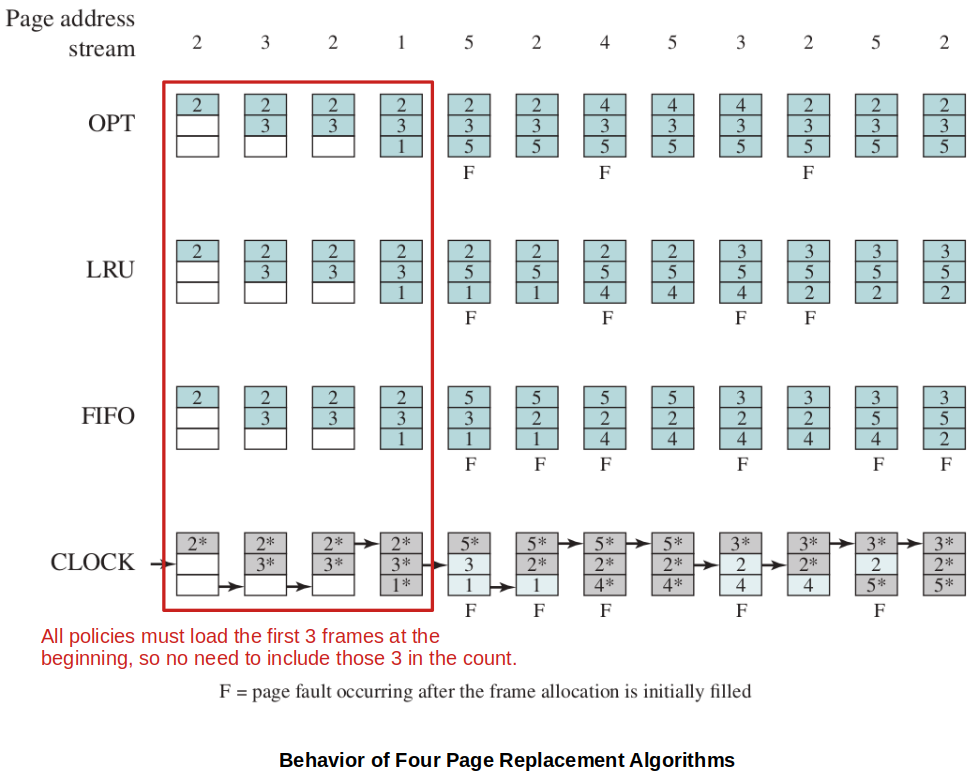 Page address
stream 2 3 2 1 5 2 4 5 3 2 5 2
OPT
2 2 2 2 2 2 4 4 4 2 2 2
3 3 3 3 3 3 3 3 3 3 3
1 5 5 5 5 5 5 5 5
F F F
LRU
2 2 2 2 2 2 2 2 3 3 3 3
3 3 3 5 5 5 5 5 5 5 5
1 1 1 4 4 4 2 2 2
F F F F
FIFO
2 2 2 2 5 5 5 5 3 3 3 3
3 3 3 3 2 2 2 2 2 5 5
1 1 1 4 4 4 4 4 2
F F F F F F
CLOCK
2* 2* 2* 2* 5* 5* 5* 5* 3* 3* 3* 3*
3* 3* 3* 3 2* 2* 2* 2 2* 2 2*
1* 1 1 4* 4* 4 4 5* 5*
F F F F F
All policies must load the first 3 frames at the
beginning, so no need to include those 3 in the count.
F = page fault occurring after the frame allocation is initially filled
Behavior of Four Page Replacement Algorithms